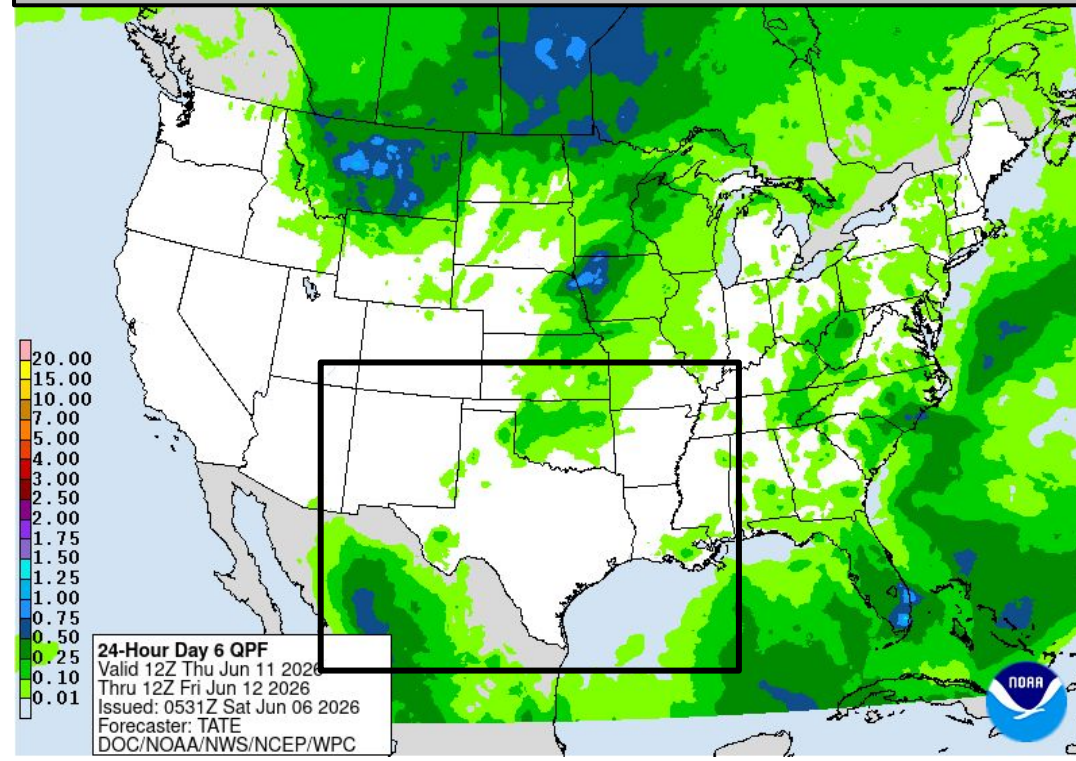 20.00
15.00
10.00
7.00
5.00
4.00
3.00
2.50
2.00
1.75
1.50
1.25
1.00
0.75
0.50
0.25
0.10
0.01
24-Hour Day 6 QPF
Valid 12Z Thu Jun 11 2026
Thru 12Z Fri Jun 12 2026
Issued: 0531Z Sat Jun 06 2026
Forecaster: TATE
DOC/NOAA/NWS/NCEP/WPC
NOAA